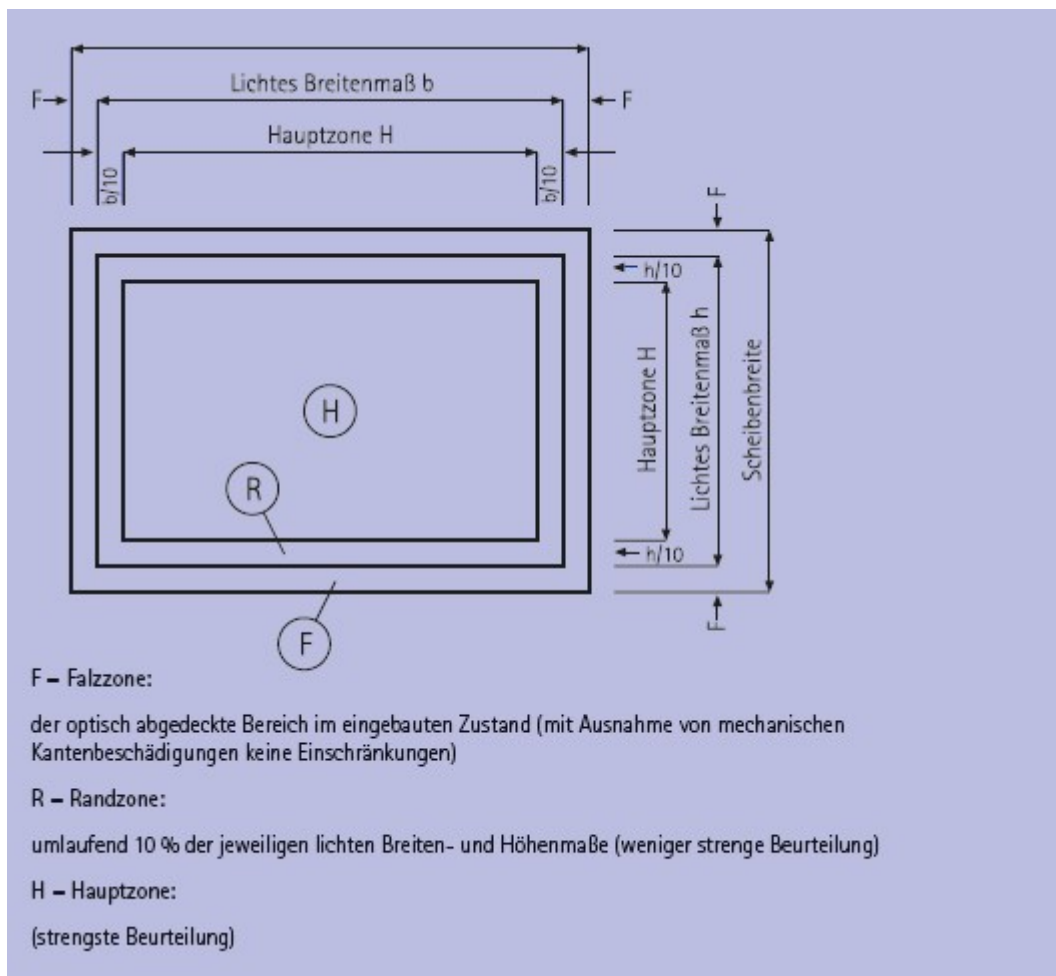 Lichtes Breitenmaß b
F
F
Hauptzone H
b/10
b/10
F
h/10
Hauptzone H
Lichtes Breitenmaß h
Scheibenbreite
H
R
h/10
F
F
F – Falzzone:
der optisch abgedeckte Bereich im eingebauten Zustand (mit Ausnahme von mechanischen
Kantenbeschädigungen keine Einschränkungen)
R – Randzone:
umlaufend 10 % der jeweiligen lichten Breiten- und Höhenmaße (weniger strenge Beurteilung)
H – Hauptzone:
(strengste Beurteilung)